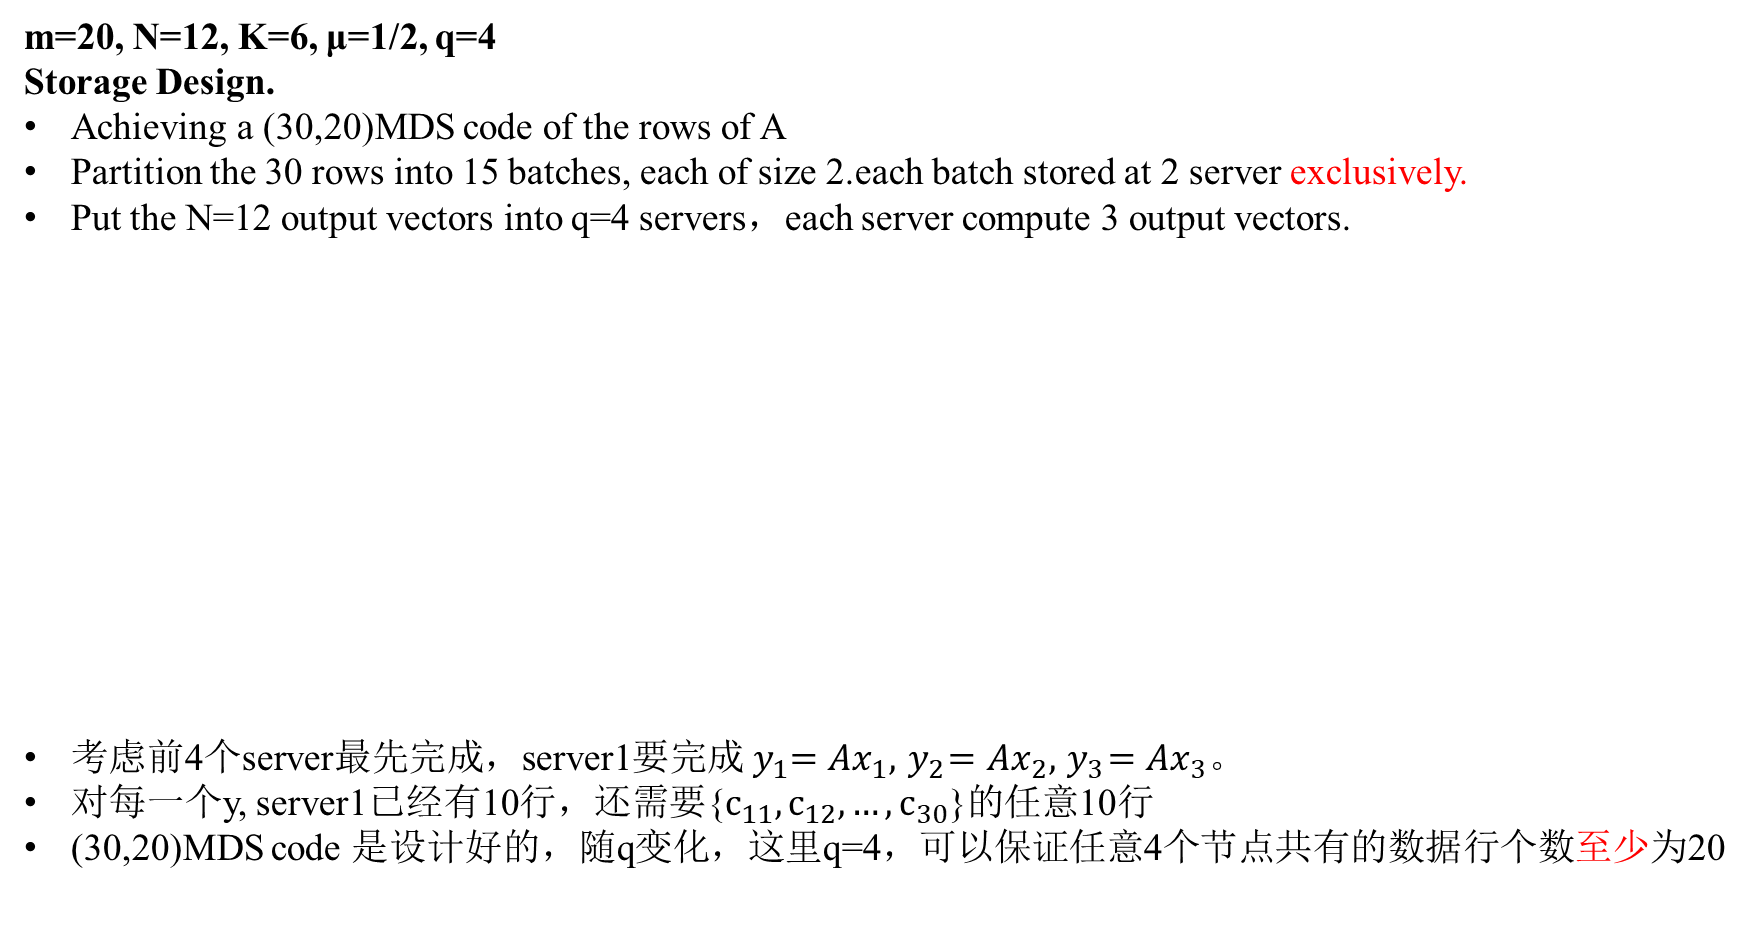 m=20, N=12, K=6, μ=1/2, q=4
Storage Design.
• Achieving a (30,20)MDS code of the rows of A
• Partition the 30 rows into 15 batches, each of size 2.each batch stored at 2 server exclusively.
• Put the N=12 output vectors into q=4 servers，each server compute 3 output vectors.
• 考虑前4个server最先完成，server1要完成 y₁= Ax₁, y₂= Ax₂, y₃= Ax₃。
• 对每一个y, server1已经有10行，还需要{c₁₁,c₁₂,…,c₃₀}的任意10行
• (30,20)MDS code 是设计好的，随q变化，这里q=4，可以保证任意4个节点共有的数据行个数至少为20